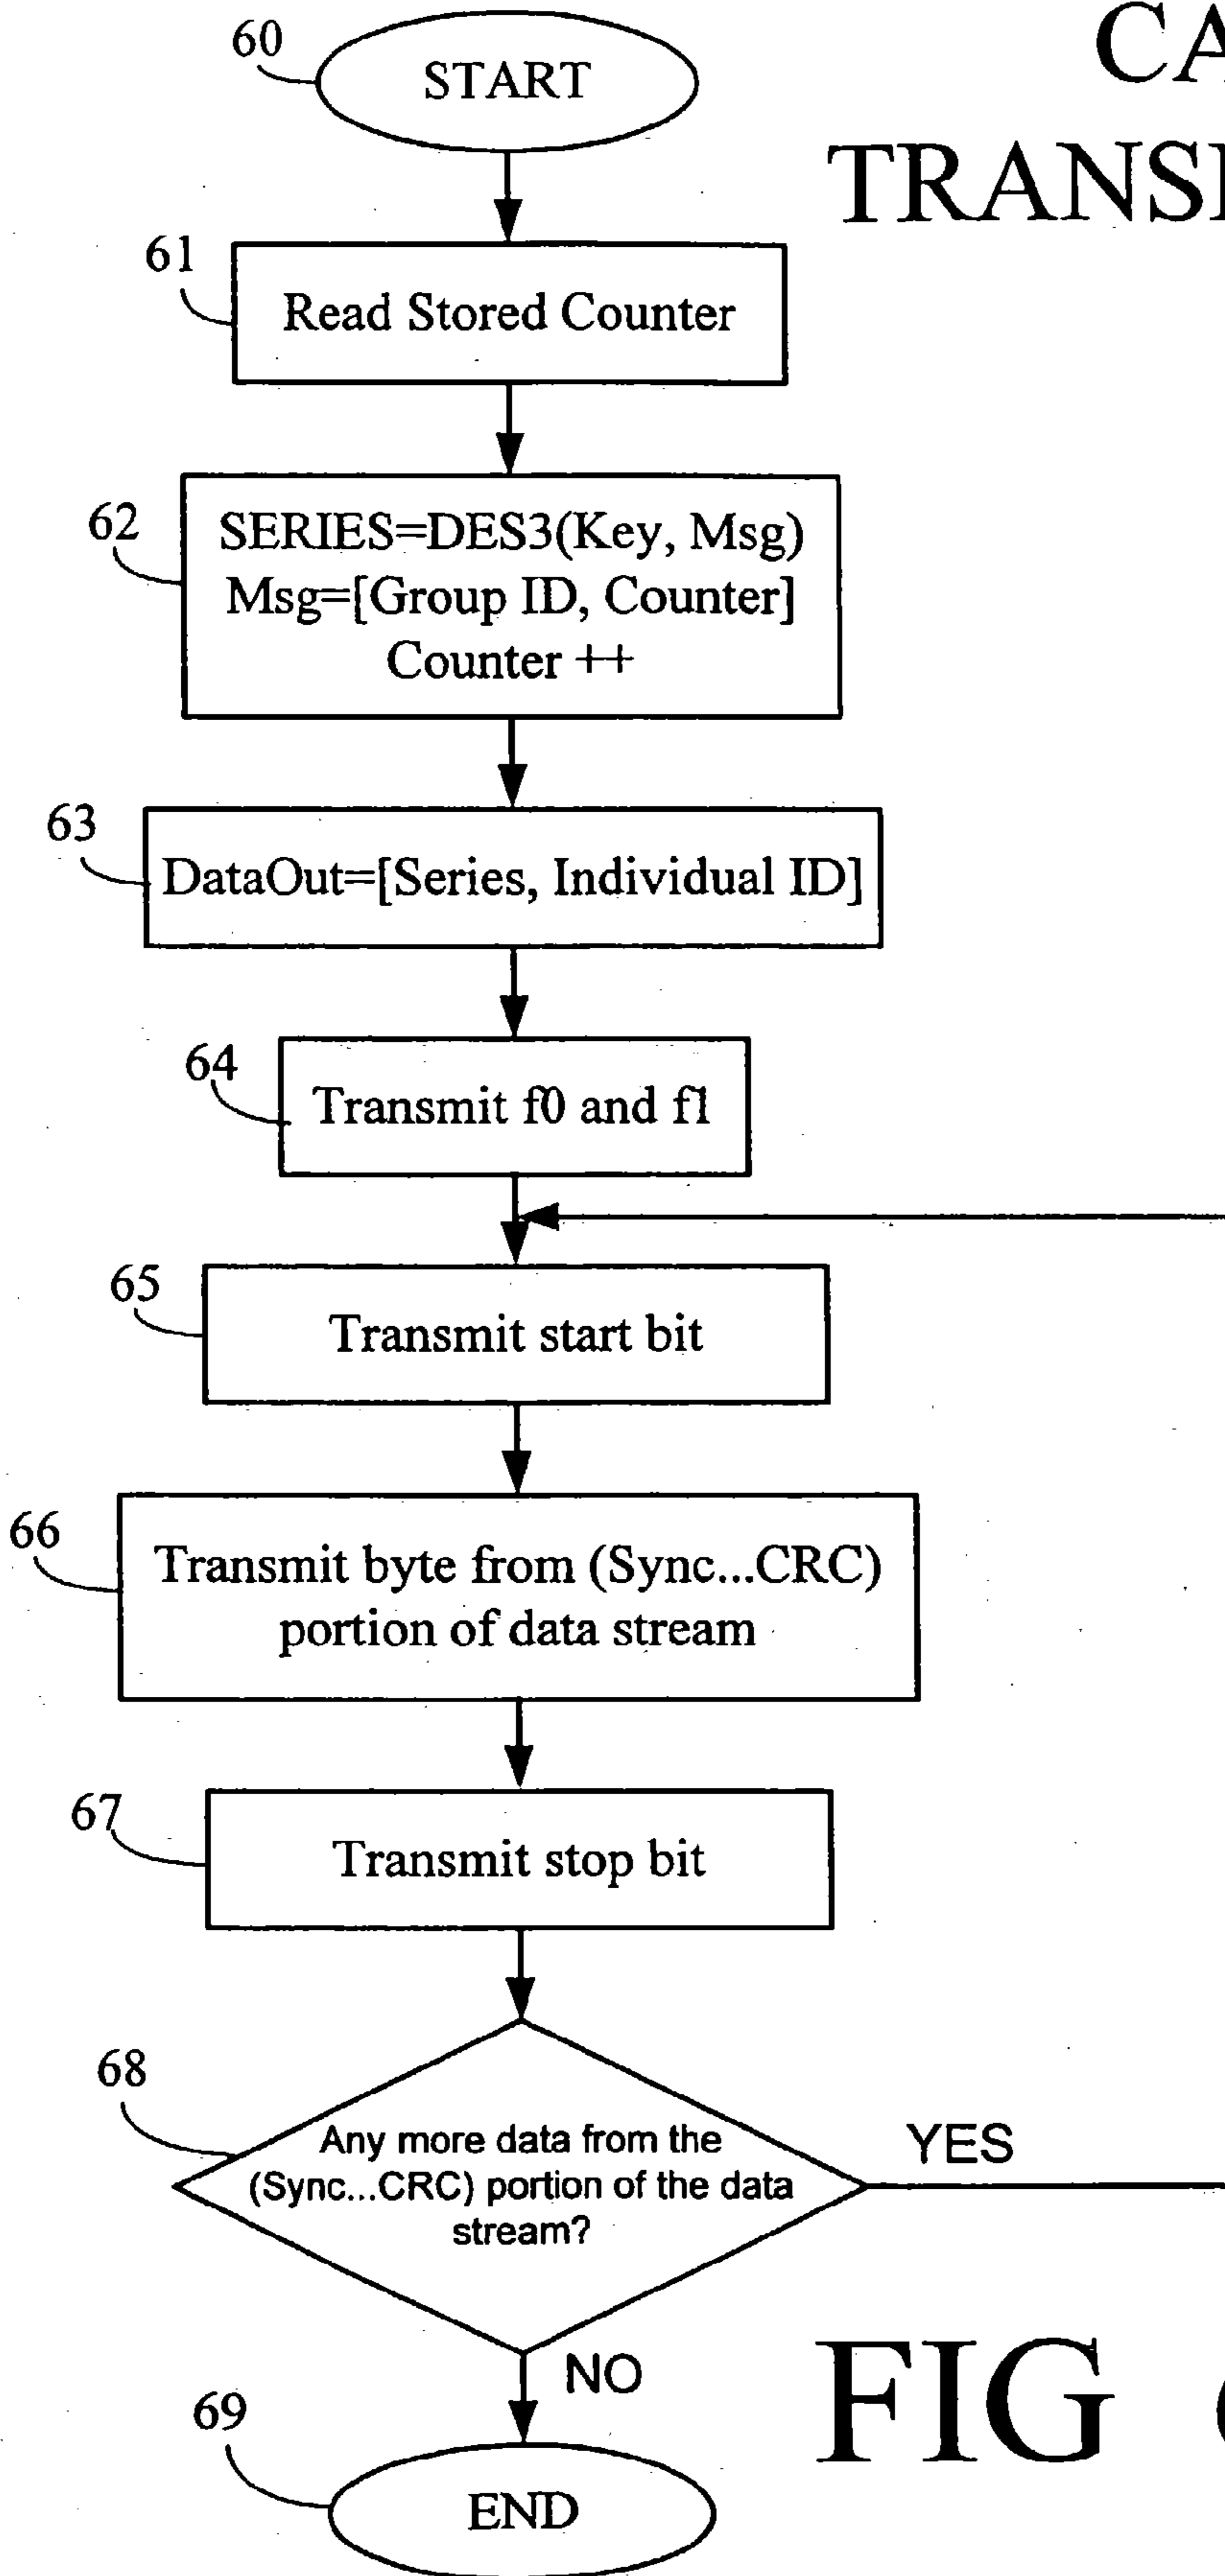 60
START
CA
TRANS
61
Read Stored Counter
62
SERIES=DES3(Key, Msg)
Msg=[Group ID, Counter]
Counter ++
63
DataOut=[Series, Individual ID]
64
Transmit f0 and f1
65
Transmit start bit
66
Transmit byte from (Sync...CRC)
portion of data stream
67
Transmit stop bit
68
Any more data from the
(Sync...CRC) portion of the data
stream?
YES
NO
FIG
69
END